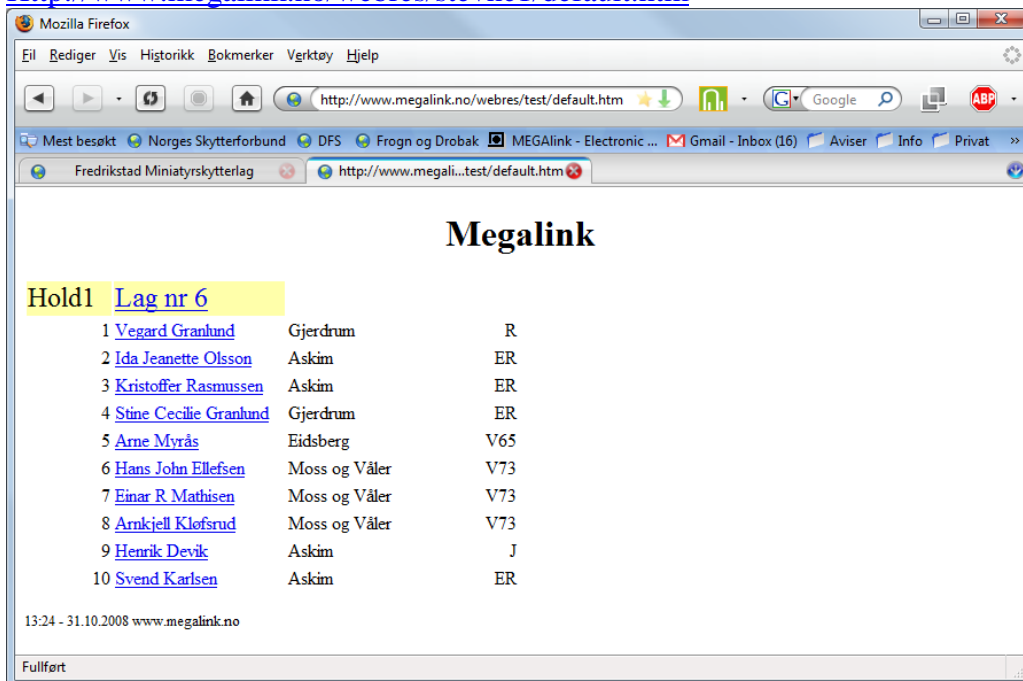 Mozilla Firefox
Fil Rediger Vis Historikk Bokmerker Verktøy Hjelp
http://www.megalink.no/webres/test/default.htm G Google ABP
Mest besøkt Norges Skytterforbund DFS Frogn og Drobak MEGAlink - Electronic ... Gmail - Inbox (16) Aviser Info Privat »
Fredrikstad Miniatyrskytterlag http://www.megali...test/default.htm
Megalink
Hold1 Lag nr 6
1 Vegard Granlund Gjerdrum R
2 Ida Jeanette Olsson Askim ER
3 Kristoffer Rasmussen Askim ER
4 Stine Cecilie Granlund Gjerdrum ER
5 Arne Myrås Eidsberg V65
6 Hans John Ellefsen Moss og Våler V73
7 Einar R Mathisen Moss og Våler V73
8 Arnkjell Kløfsrud Moss og Våler V73
9 Henrik Devik Askim J
10 Svend Karlsen Askim ER
13:24 - 31.10.2008 www.megalink.no
Fullført